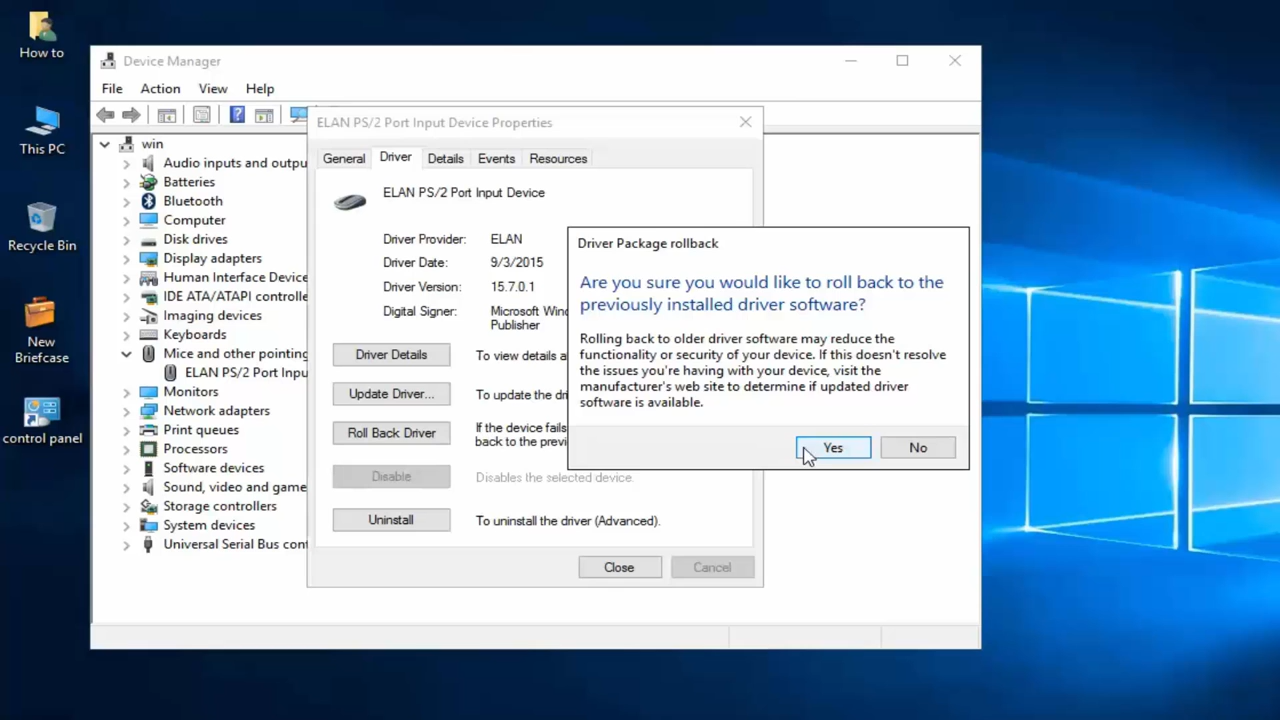 How to
This PC
Recycle Bin
New
Briefcase
control panel
Device Manager
File Action View Help
win
Audio inputs and outpu
Batteries
Bluetooth
Computer
Disk drives
Display adapters
Human Interface Device
IDE ATA/ATAPI controlle
Imaging devices
Keyboards
Mice and other pointing
ELAN PS/2 Port Inpu
Monitors
Network adapters
Print queues
Processors
Software devices
Sound, video and game
Storage controllers
System devices
Universal Serial Bus cont
ELAN PS/2 Port Input Device Properties
General Driver Details Events Resources
ELAN PS/2 Port Input Device
Driver Provider: ELAN
Driver Date: 9/3/2015
Driver Version: 15.7.0.1
Digital Signer: Microsoft Wind
Publisher
Driver Details To view details a
Update Driver... To update the dri
Roll Back Driver If the device fails
back to the previ
Disable Disables the selected device.
Uninstall To uninstall the driver (Advanced).
Close Cancel
Driver Package rollback
Are you sure you would like to roll back to the
previously installed driver software?
Rolling back to older driver software may reduce the
functionality or security of your device. If this doesn't resolve
the issues you're having with your device, visit the
manufacturer's web site to determine if updated driver
software is available.
Yes No